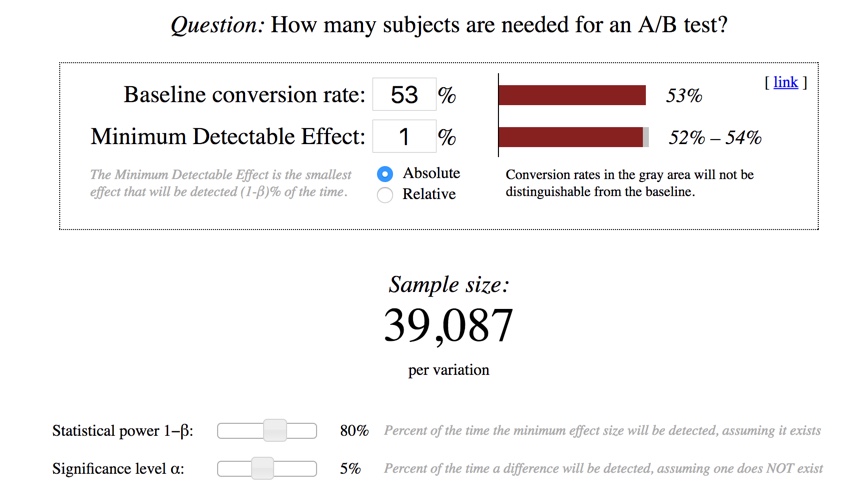 Question: How many subjects are needed for an A/B test?
[ link ]
Baseline conversion rate: 53 % 53%
Minimum Detectable Effect: 1 % 52% – 54%
The Minimum Detectable Effect is the smallest
effect that will be detected (1-β)% of the time.
Absolute
Relative
Conversion rates in the gray area will not be
distinguishable from the baseline.
Sample size:
39,087
per variation
Statistical power 1−β: 80% Percent of the time the minimum effect size will be detected, assuming it exists
Significance level α: 5% Percent of the time a difference will be detected, assuming one does NOT exist